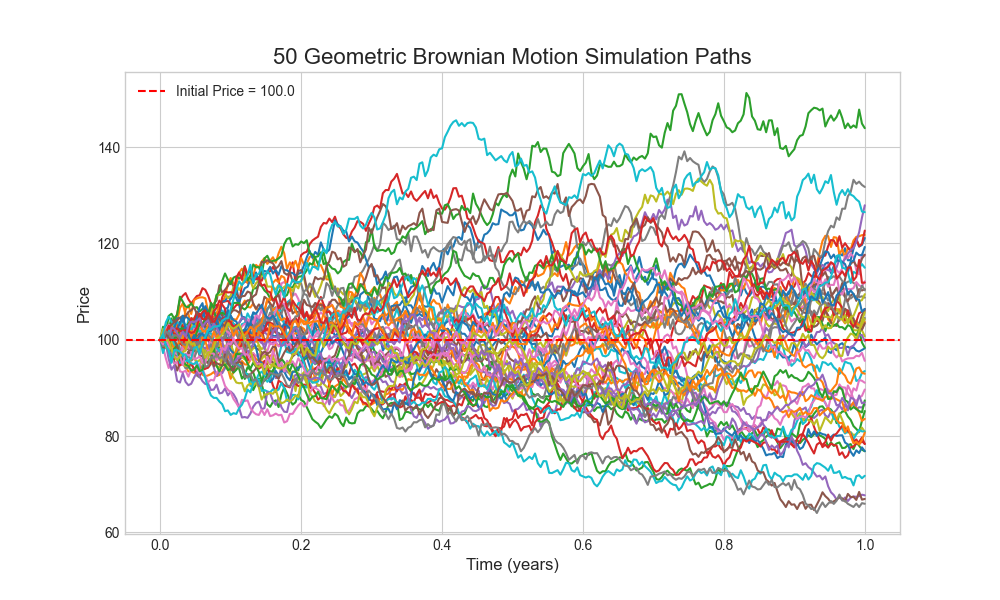 50 Geometric Brownian Motion Simulation Paths
Initial Price = 100.0
Price
140
120
100
80
60
0.0 0.2 0.4 0.6 0.8 1.0
Time (years)